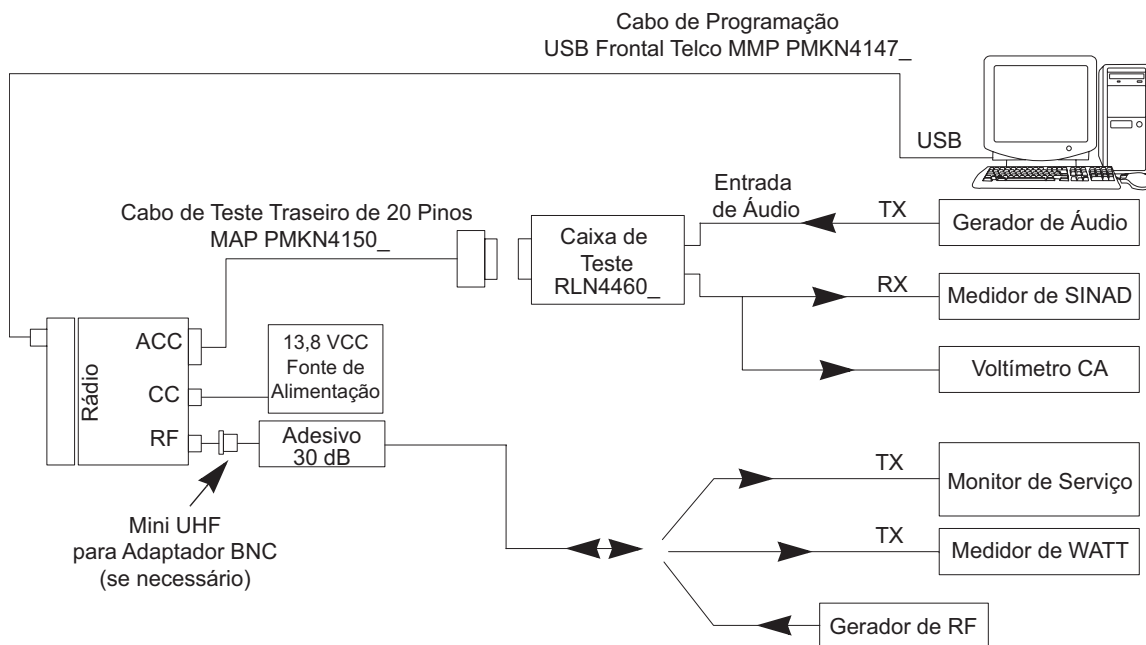 Cabo de Programação
USB Frontal Telco MMP PMKN4147_
USB
Entrada
de Áudio
TX
Gerador de Áudio
Cabo de Teste Traseiro de 20 Pinos
MAP PMKN4150_
Caixa de
Teste
RLN4460_
RX
Medidor de SINAD
Voltímetro CA
Rádio
ACC
CC
RF
13,8 VCC
Fonte de
Alimentação
Adesivo
30 dB
Mini UHF
para Adaptador BNC
(se necessário)
TX
Monitor de Serviço
TX
Medidor de WATT
Gerador de RF